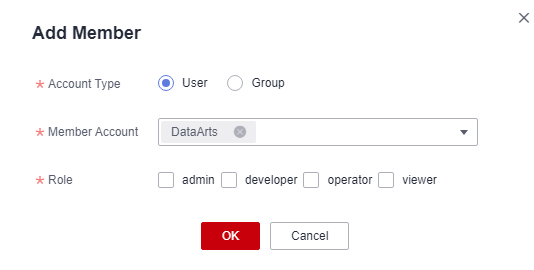 Add Member
* Account Type User Group
* Member Account DataArts
* Role admin developer operator viewer
OK Cancel